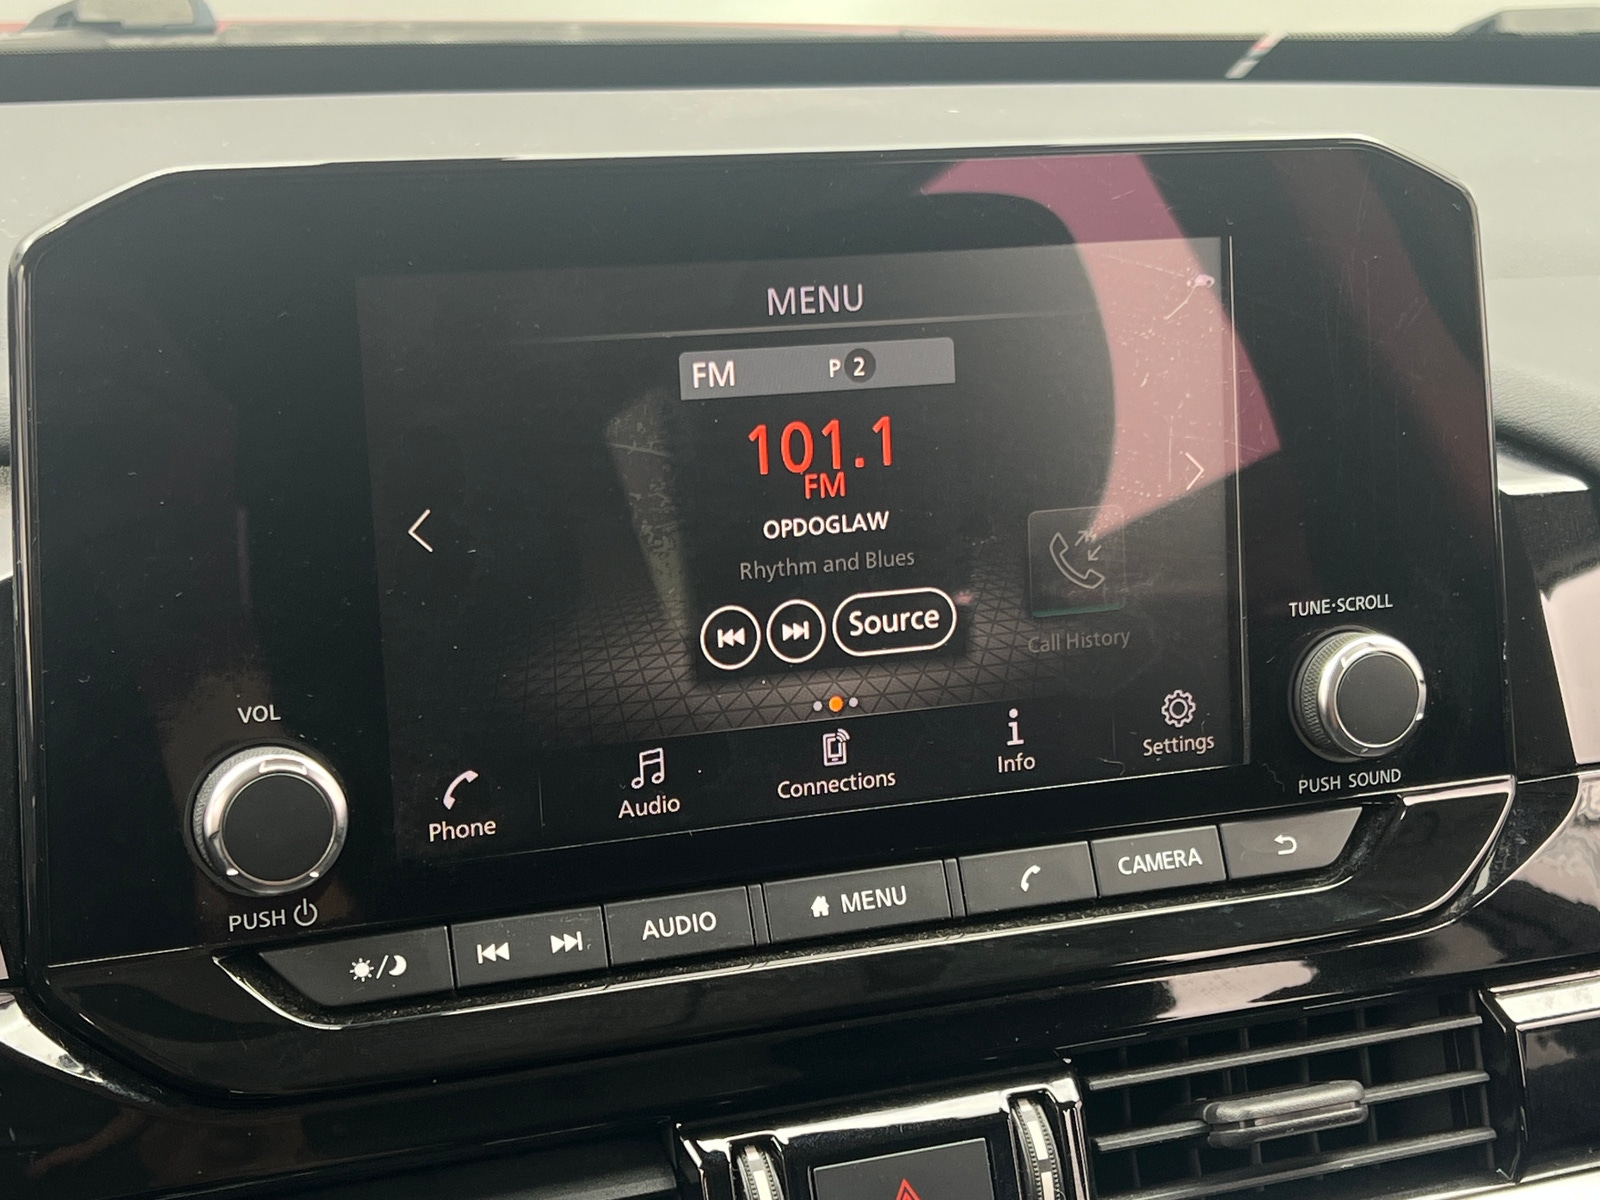 MENU
FM P 2
101.1
FM
OPDOGLAW
Rhythm and Blues
Source
Call History
Phone
Audio
Connections
Info
Settings
VOL
PUSH
TUNE·SCROLL
PUSH SOUND
AUDIO
MENU
CAMERA